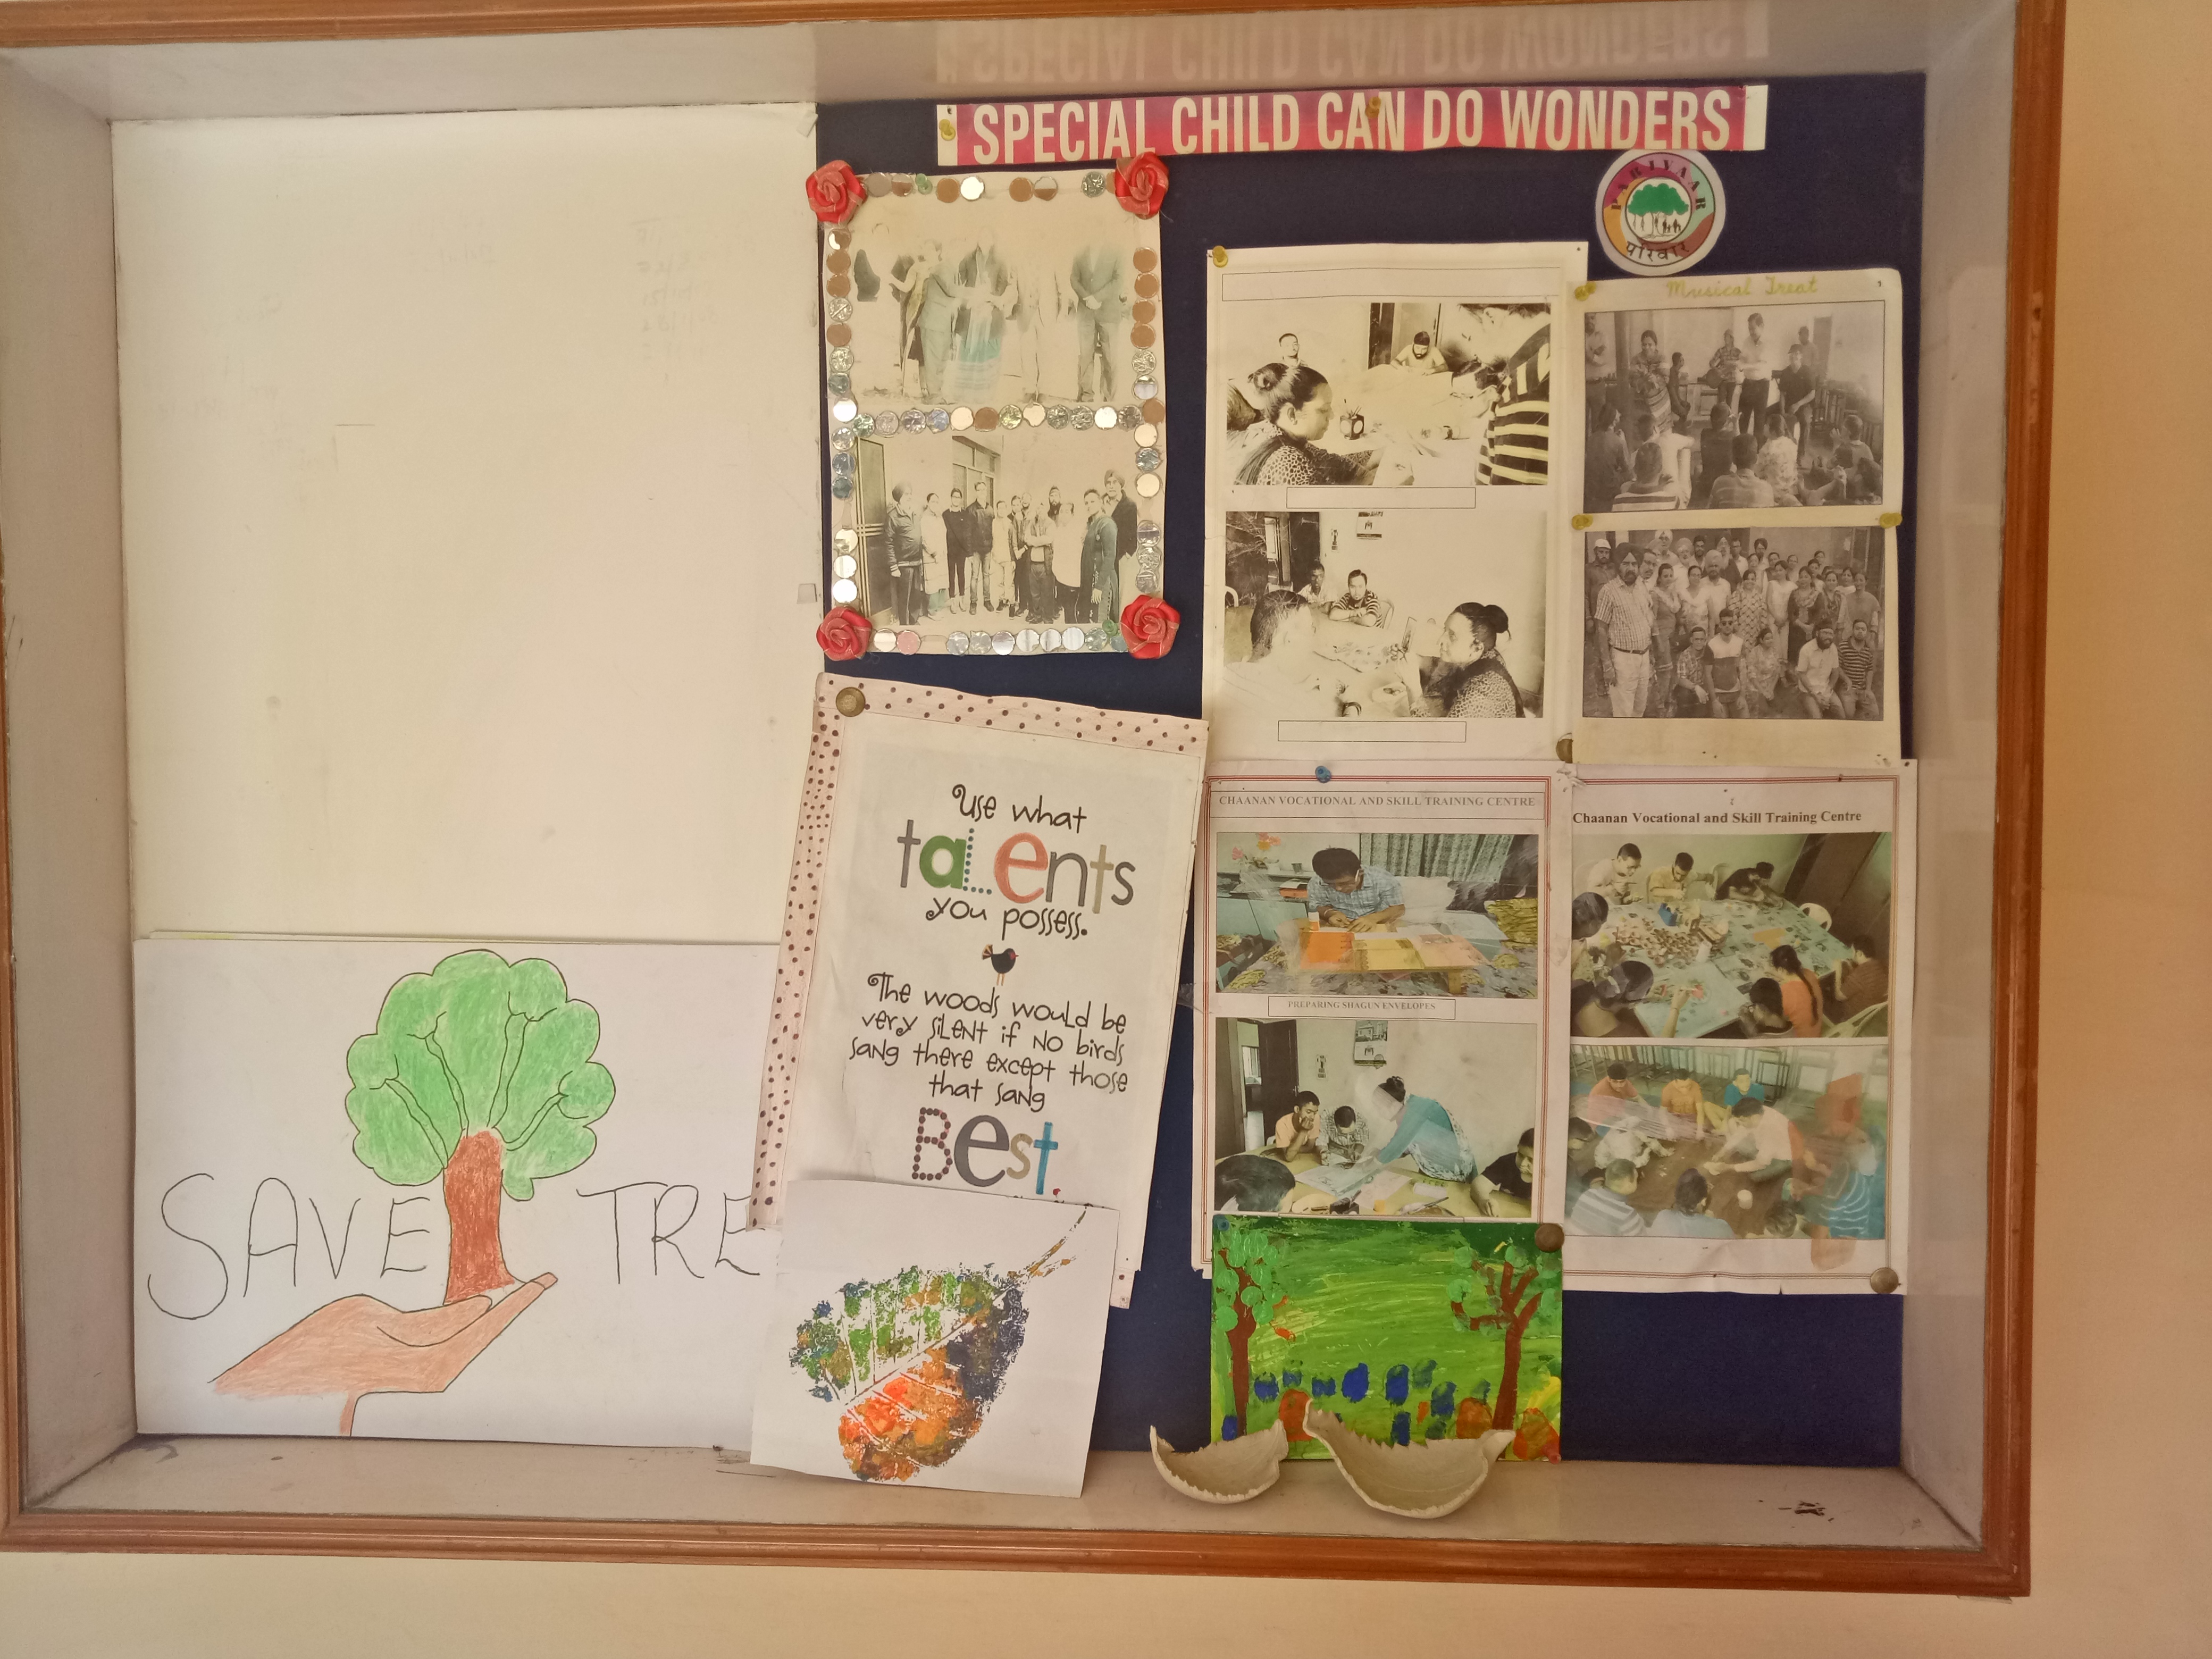 SPECIAL CHILD CAN DO WONDERS
PARIVAAR
परिवार
Musical Treat
Use what
talents
you possess.
The woods would be
very silent if no birds
sang there except those
that sang
Best.
CHAANAN VOCATIONAL AND SKILL TRAINING CENTRE
PREPARING SHAGUN ENVELOPES
Chaanan Vocational and Skill Training Centre
SAVE TRE